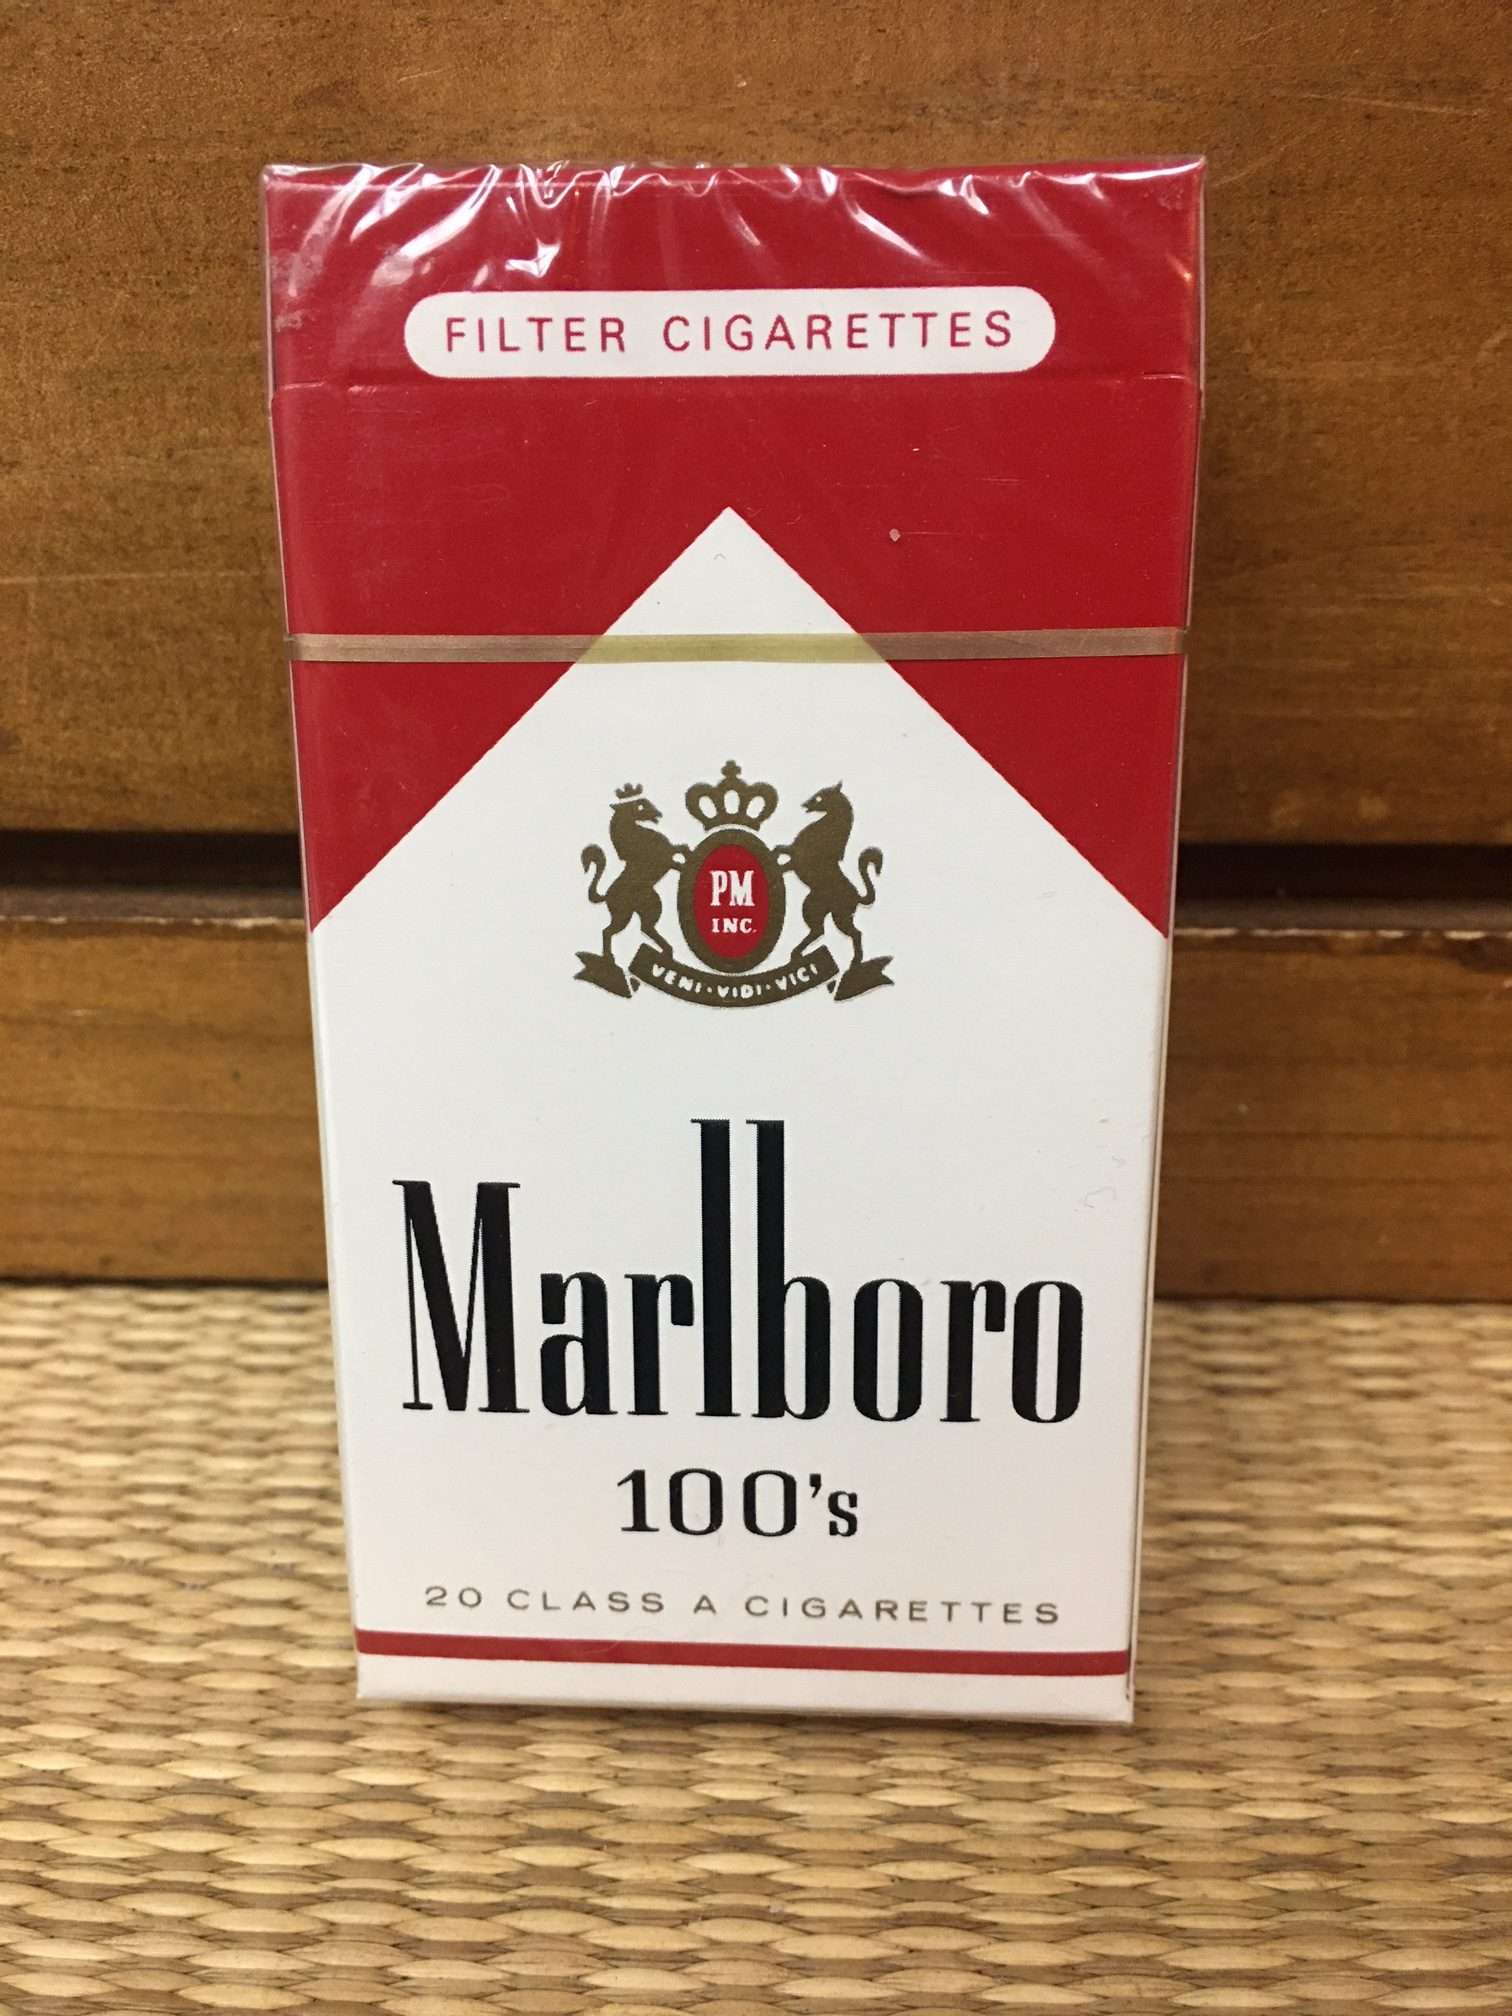 FILTER CIGARETTES
PM
INC.
VENI·VIDI·VICI
Marlboro
100's
20 CLASS A CIGARETTES